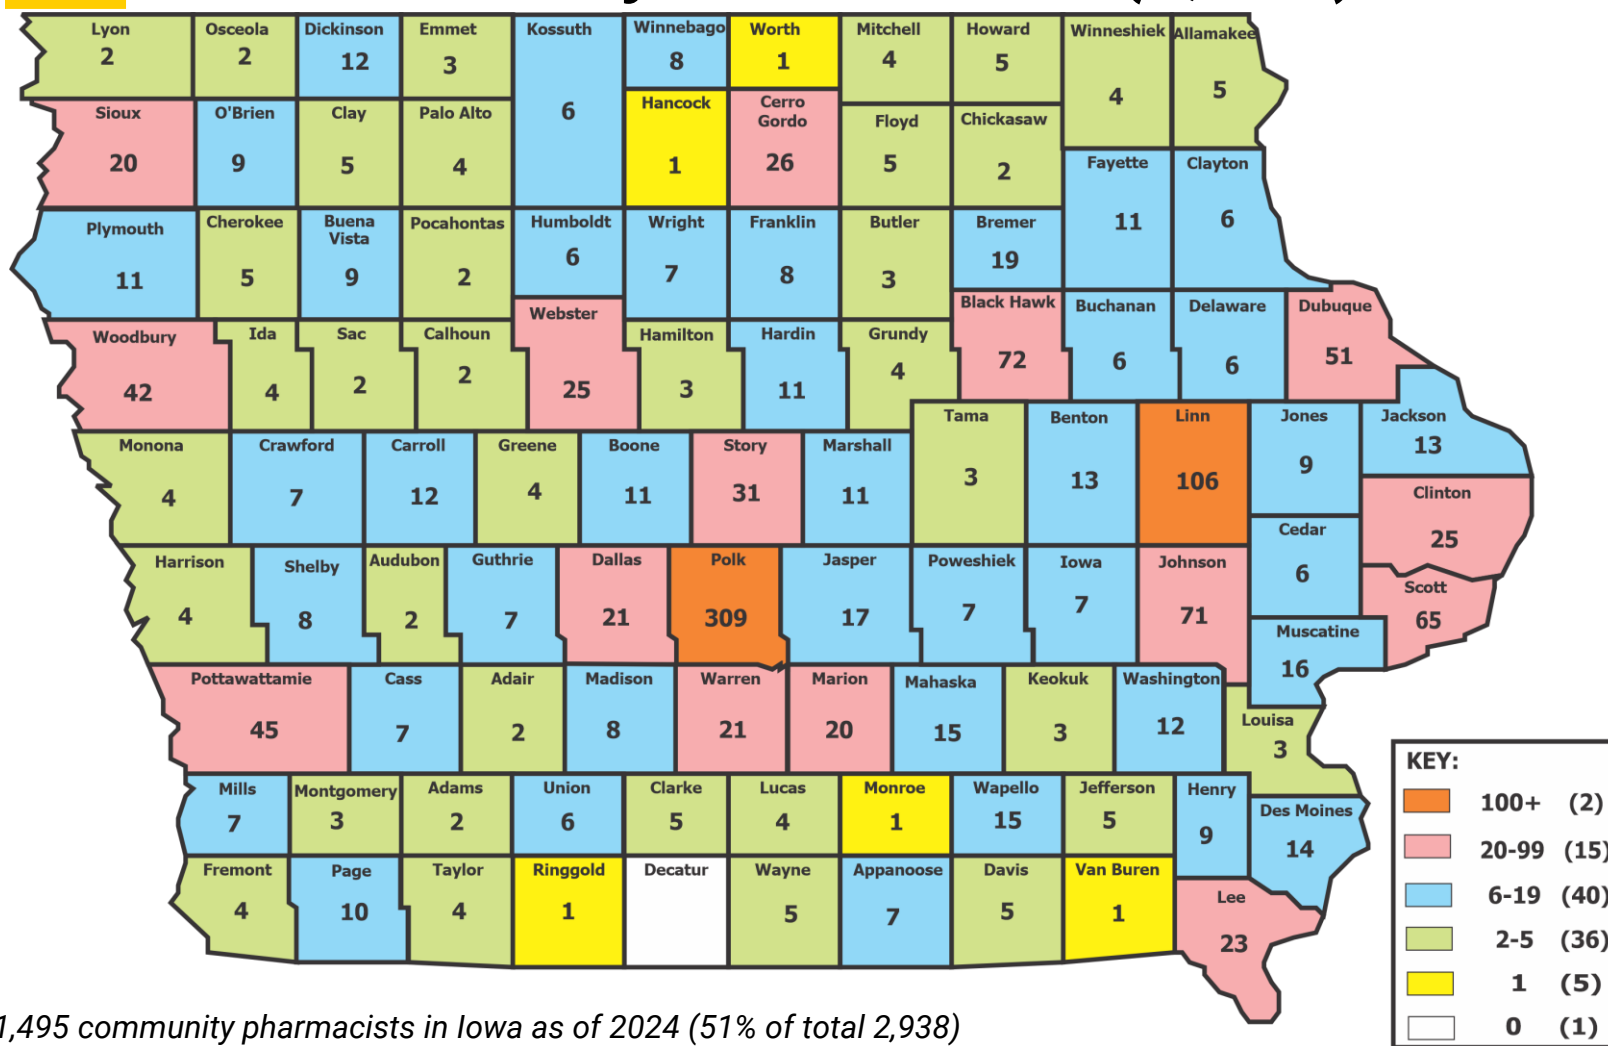 Lyon
2
Osceola
2
Dickinson
12
Emmet
3
Kossuth
6
Winnebago
8
Worth
1
Mitchell
4
Howard
5
Winneshiek
4
Allamakee
5
Sioux
20
O'Brien
9
Clay
5
Palo Alto
4
Hancock
1
Cerro
Gordo
26
Floyd
5
Chickasaw
2
Fayette
11
Clayton
6
Plymouth
11
Cherokee
5
Buena
Vista
9
Pocahontas
2
Humboldt
6
Wright
7
Franklin
8
Butler
3
Bremer
19
Woodbury
42
Ida
4
Sac
2
Calhoun
2
Webster
25
Hamilton
3
Hardin
11
Grundy
4
Black Hawk
72
Buchanan
6
Delaware
6
Dubuque
51
Monona
4
Crawford
7
Carroll
12
Greene
4
Boone
11
Story
31
Marshall
11
Tama
3
Benton
13
Linn
106
Jones
9
Jackson
13
Clinton
25
Cedar
6
Harrison
4
Shelby
8
Audubon
2
Guthrie
7
Dallas
21
Polk
309
Jasper
17
Poweshiek
7
Iowa
7
Johnson
71
Scott
65
Muscatine
16
Pottawattamie
45
Cass
7
Adair
2
Madison
8
Warren
21
Marion
20
Mahaska
15
Keokuk
3
Washington
12
Louisa
3
Mills
7
Montgomery
3
Adams
2
Union
6
Clarke
5
Lucas
4
Monroe
1
Wapello
15
Jefferson
5
Henry
9
Des Moines
14
Fremont
4
Page
10
Taylor
4
Ringgold
1
Decatur
Wayne
5
Appanoose
7
Davis
5
Van Buren
1
Lee
23
KEY:
100+ (2)
20-99 (15)
6-19 (40)
2-5 (36)
1 (5)
0 (1)
1,495 community pharmacists in Iowa as of 2024 (51% of total 2,938)